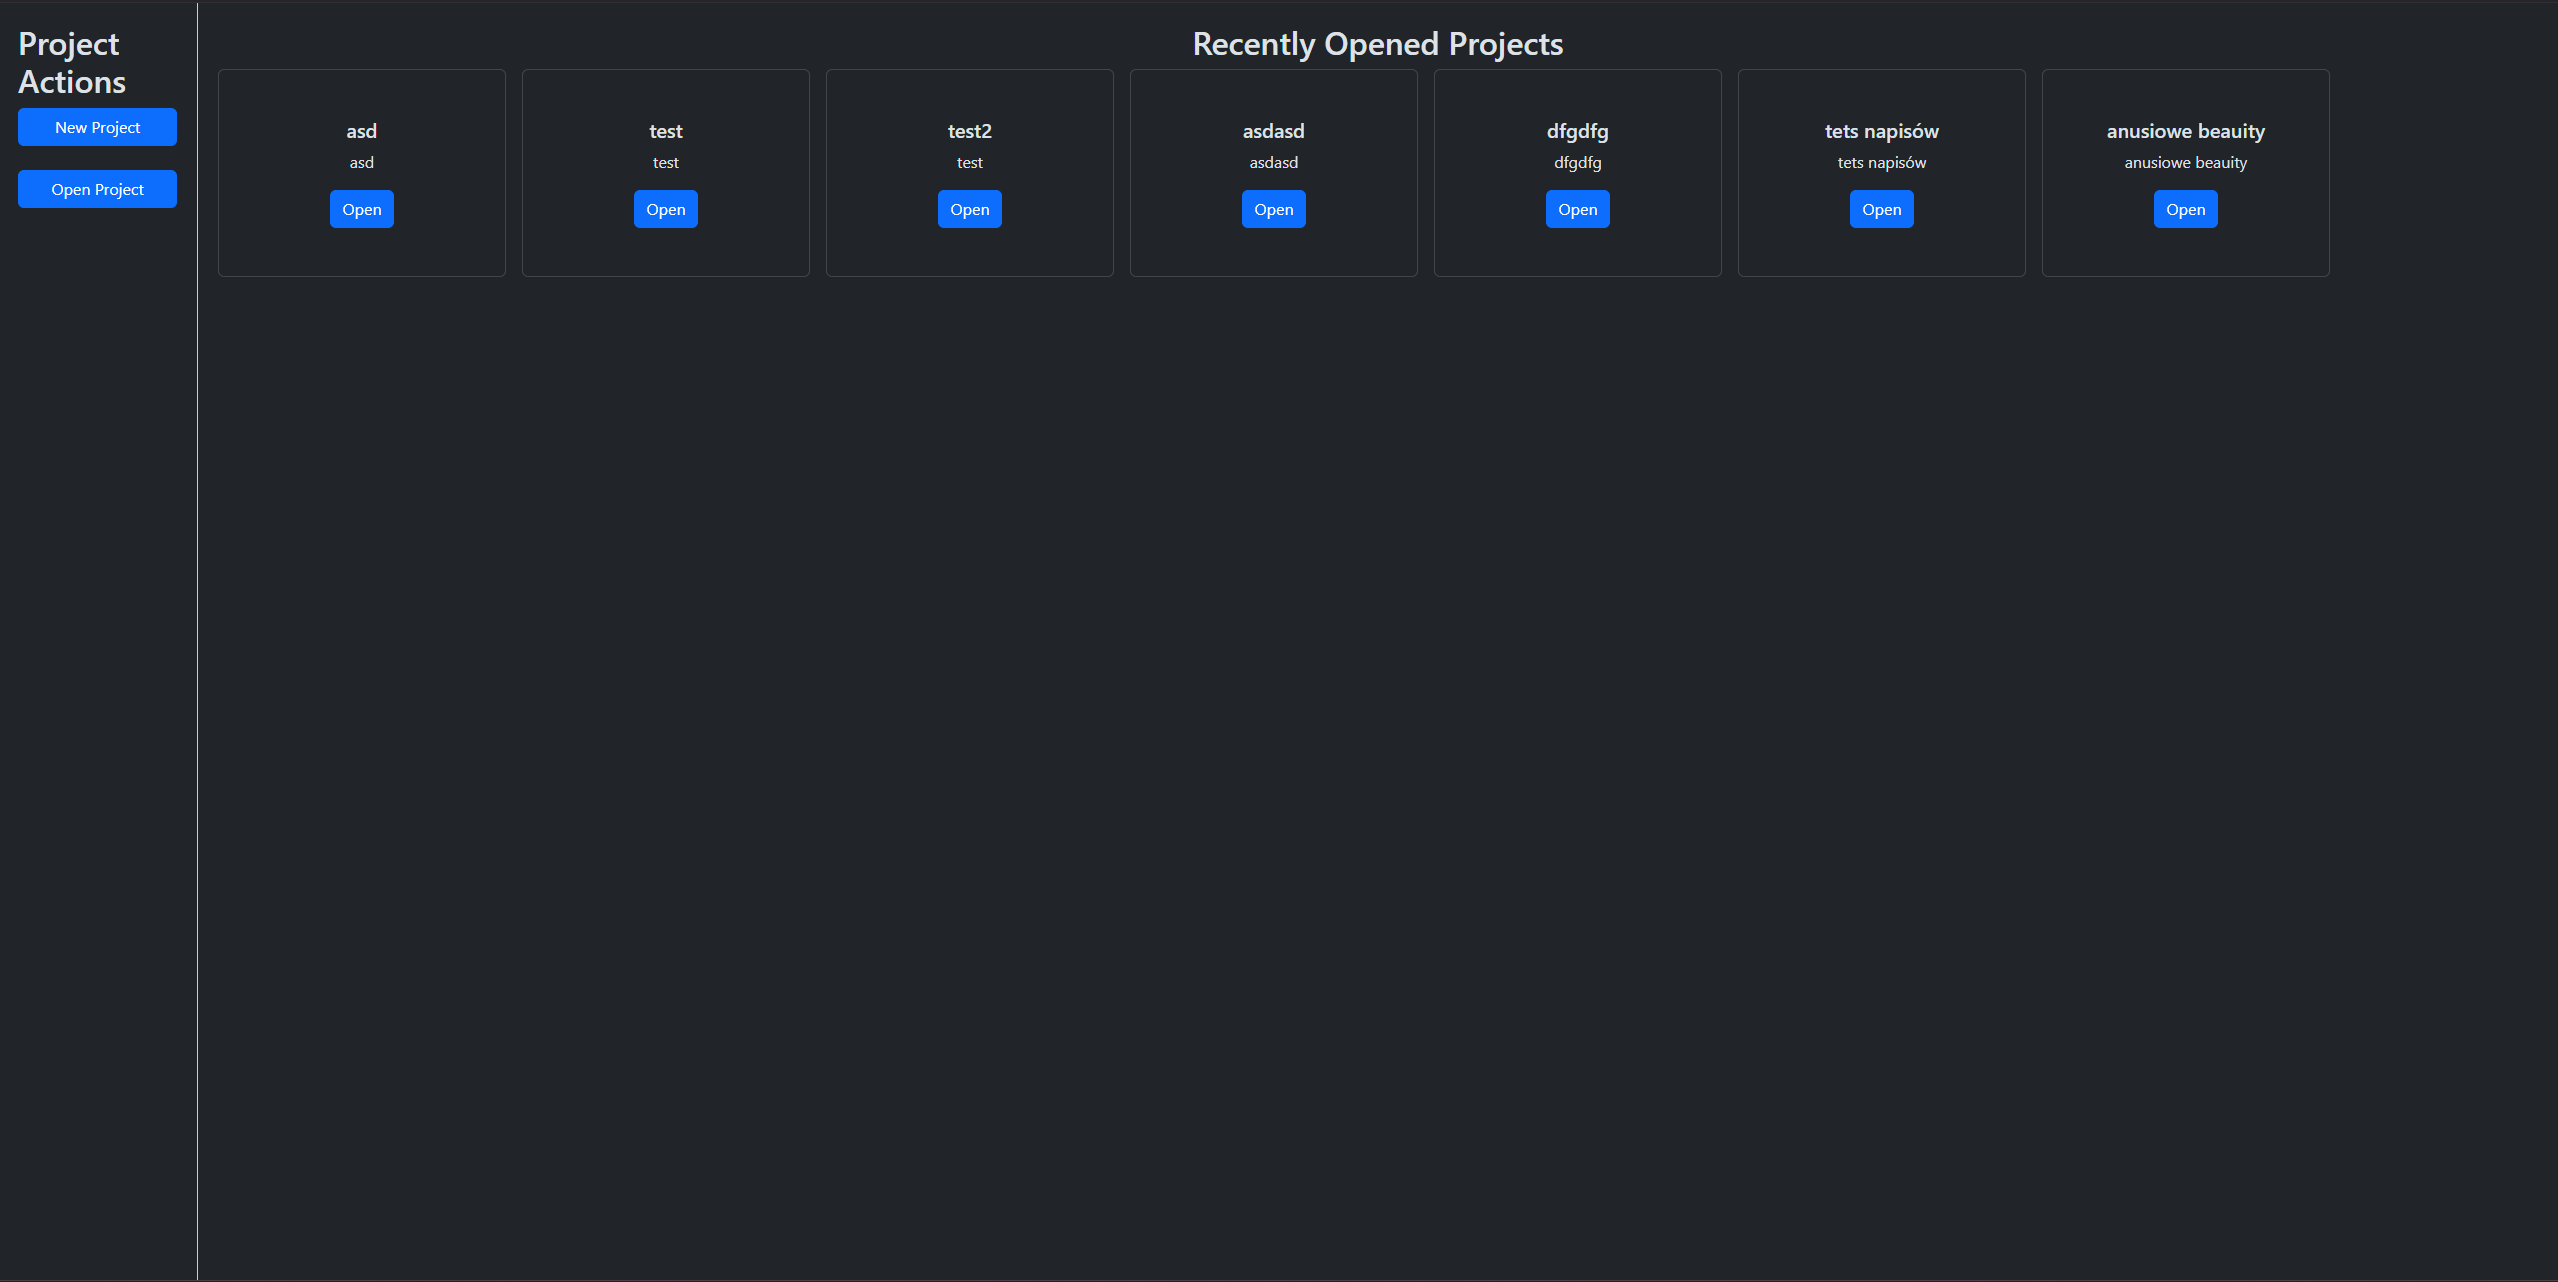 Project
Actions
New Project
Open Project
Recently Opened Projects
asd
asd
Open
test
test
Open
test2
test
Open
asdasd
asdasd
Open
dfgdfg
dfgdfg
Open
tets napisów
tets napisów
Open
anusiowe beauity
anusiowe beauity
Open